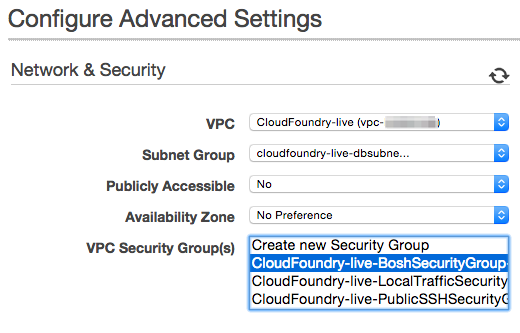 Configure Advanced Settings
Network & Security
VPC CloudFoundry-live (vpc- )
Subnet Group cloudfoundry-live-dbsubne...
Publicly Accessible No
Availability Zone No Preference
VPC Security Group(s) Create new Security Group
CloudFoundry-live-BoshSecurityGroup-
CloudFoundry-live-LocalTrafficSecurity
CloudFoundry-live-PublicSSHSecurityG